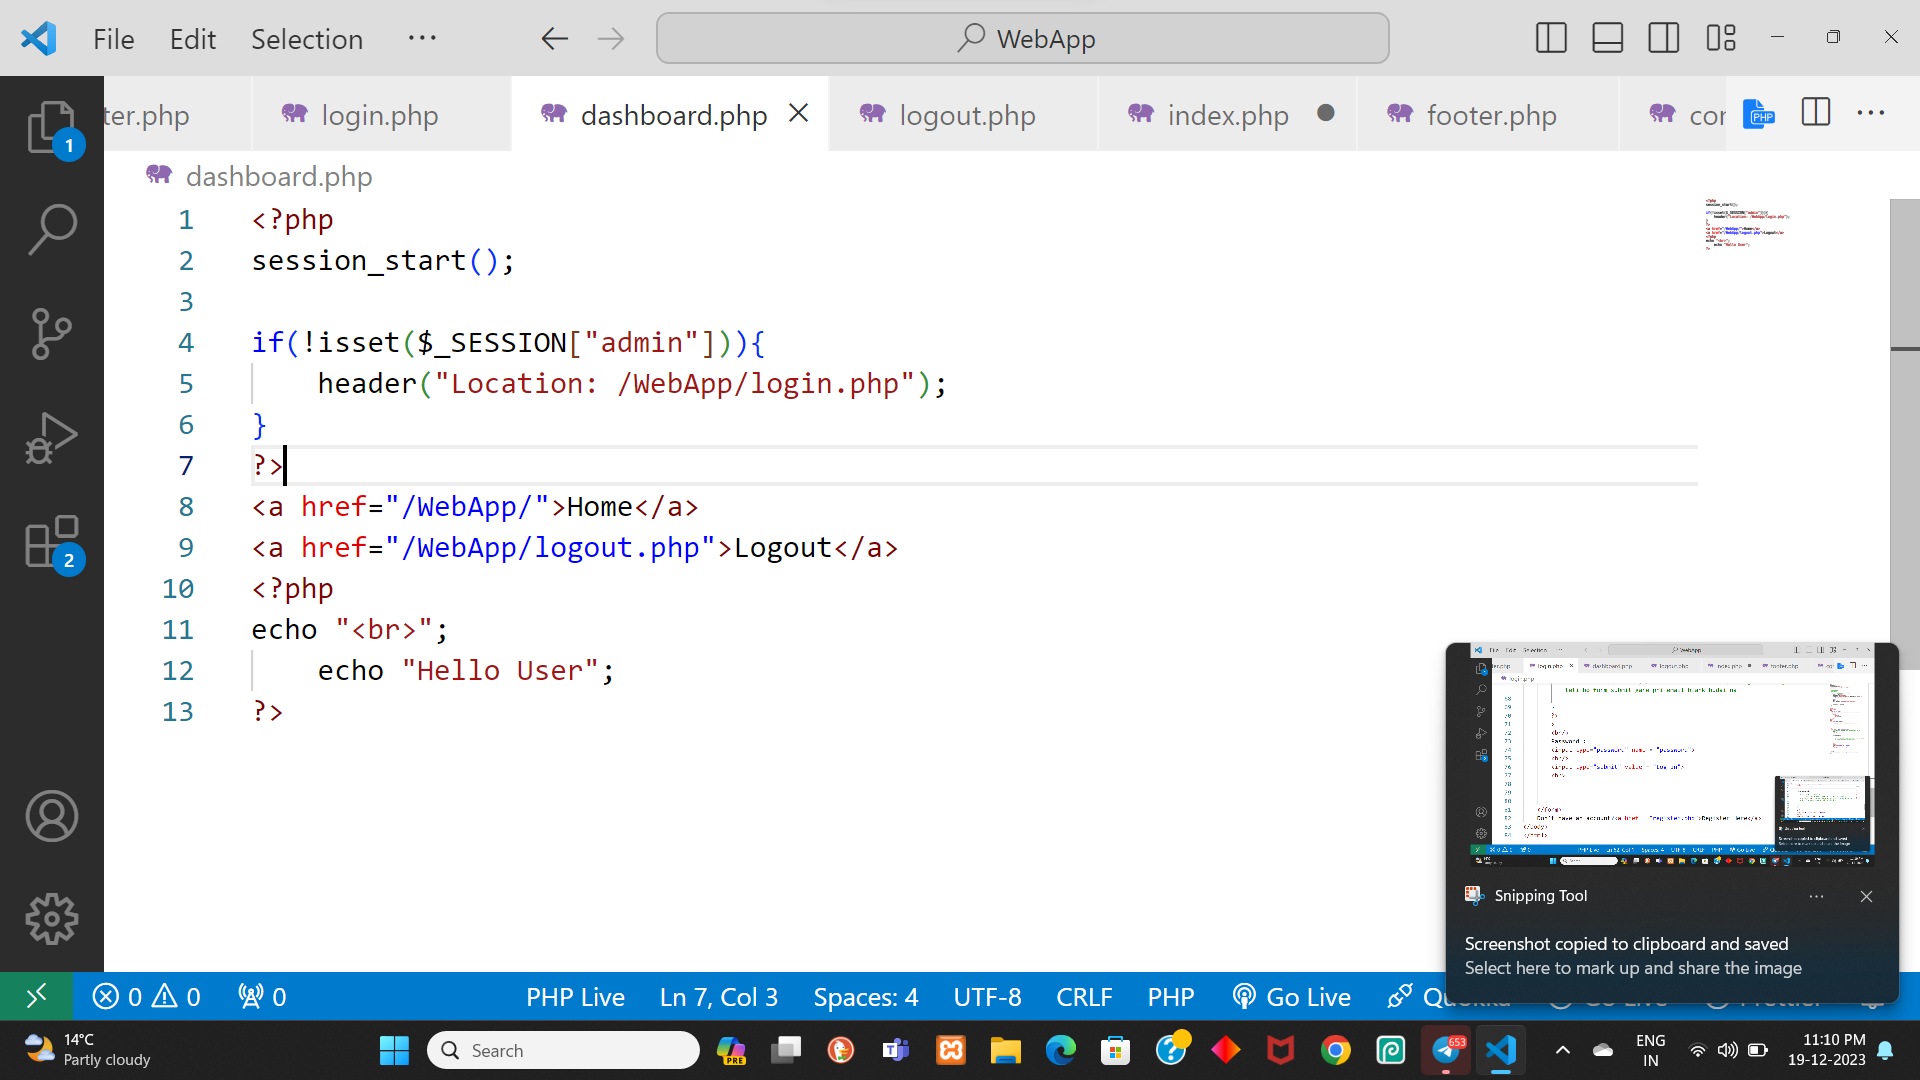 File Edit Selection ··· WebApp
ter.php login.php dashboard.php logout.php index.php footer.php cor
dashboard.php
1 <?php
2 session_start();
3
4 if(!isset($_SESSION["admin"])){
5 header("Location: /WebApp/login.php");
6 }
7 ?>
8 <a href="/WebApp/">Home</a>
9 <a href="/WebApp/logout.php">Logout</a>
10 <?php
11 echo "<br>";
12 echo "Hello User";
13 ?>
1
2
Snipping Tool
Screenshot copied to clipboard and saved
Select here to mark up and share the image
0 0 0 PHP Live Ln 7, Col 3 Spaces: 4 UTF-8 CRLF PHP Go Live
14°C
Partly cloudy
Search
PRE
653
ENG
IN
11:10 PM
19-12-2023